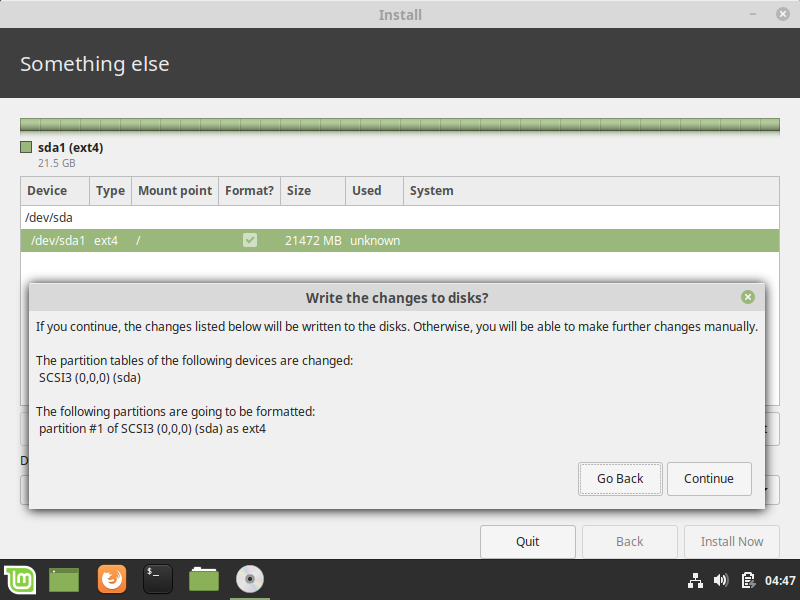 Install
Something else
sda1 (ext4)
21.5 GB
Device Type Mount point Format? Size Used System
/dev/sda
/dev/sda1 ext4 / 21472 MB unknown
Write the changes to disks?
If you continue, the changes listed below will be written to the disks. Otherwise, you will be able to make further changes manually.
The partition tables of the following devices are changed:
SCSI3 (0,0,0) (sda)
The following partitions are going to be formatted:
partition #1 of SCSI3 (0,0,0) (sda) as ext4
Go Back Continue
Quit Back Install Now
04:47